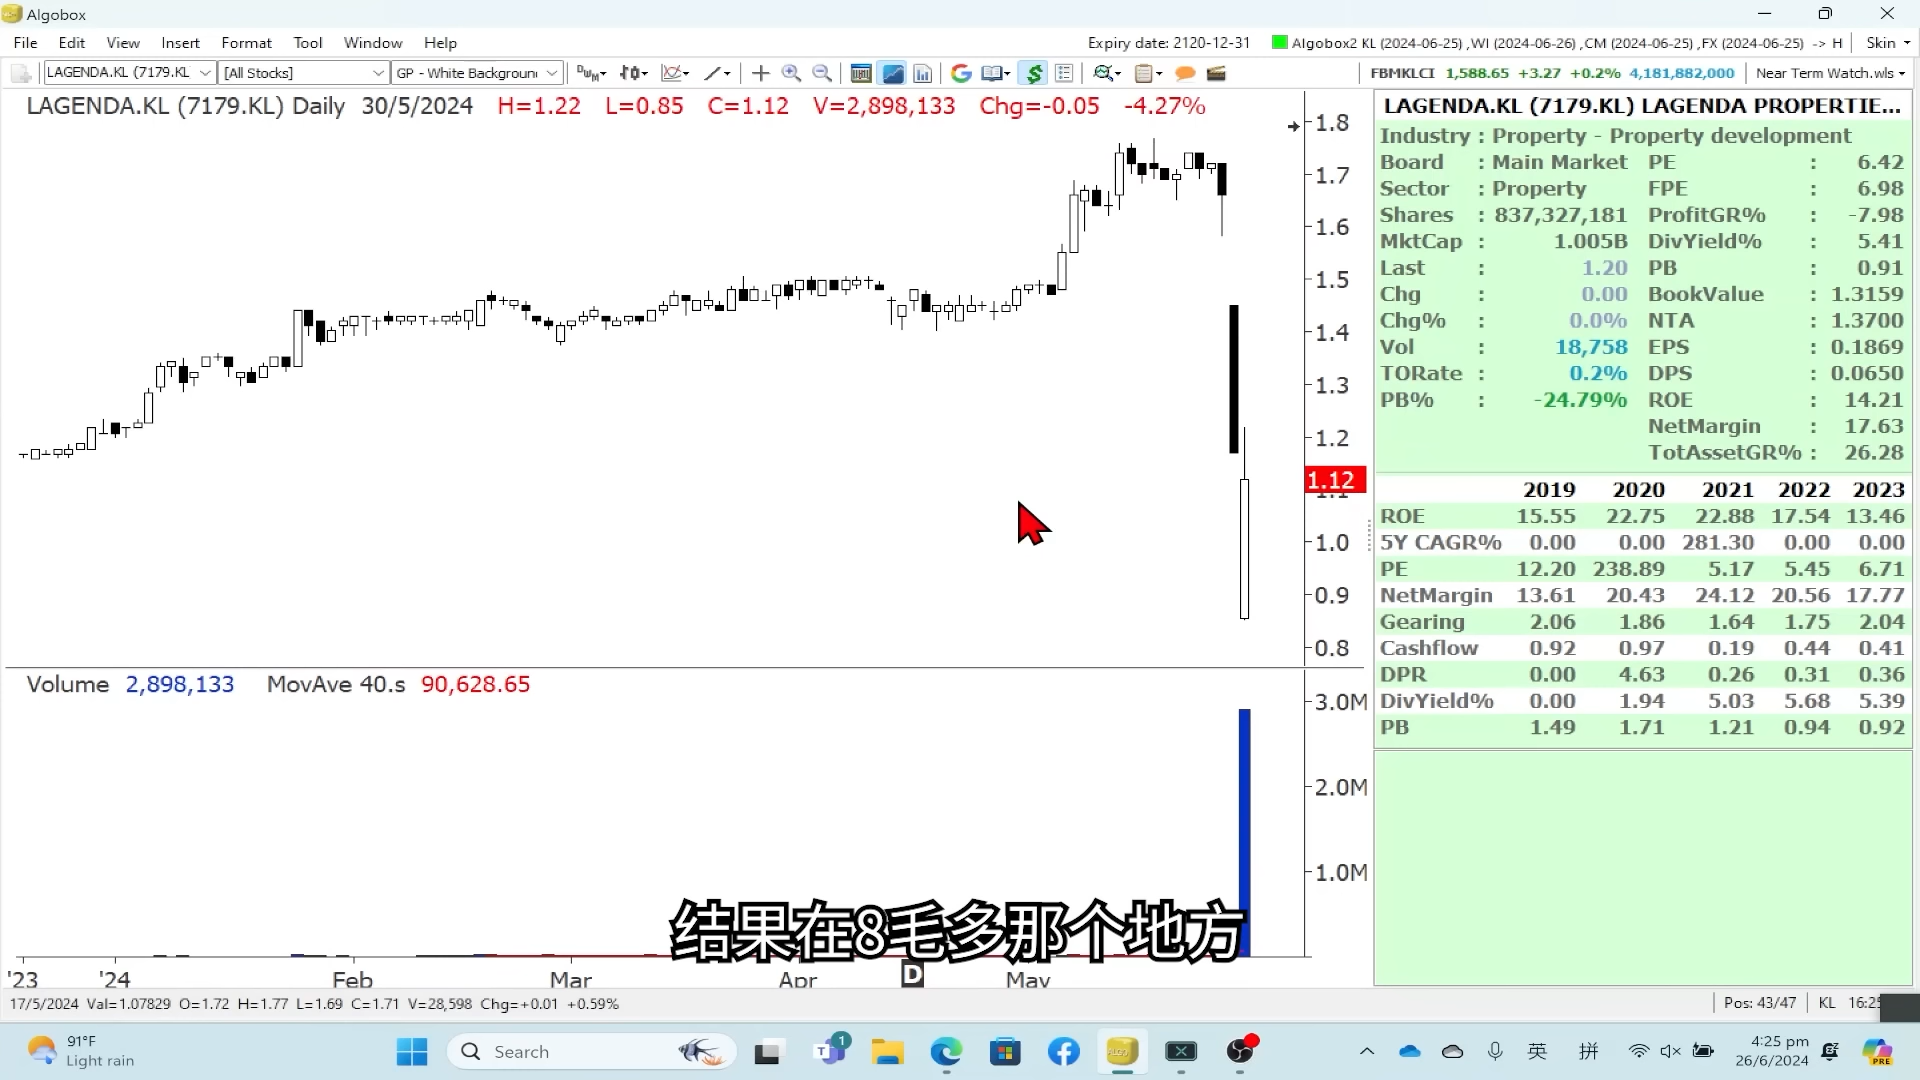 Algobox
File Edit View Insert Format Tool Window Help
Expiry date: 2120-12-31
Algobox2 KL (2024-06-25) ,WI (2024-06-26) ,CM (2024-06-25) ,FX (2024-06-25) -> H
Skin
LAGENDA.KL (7179.KL
[All Stocks]
GP - White Background
FBMKLCI 1,588.65 +3.27 +0.2% 4,181,882,000
Near Term Watch.wls
LAGENDA.KL (7179.KL) Daily 30/5/2024 H=1.22 L=0.85 C=1.12 V=2,898,133 Chg=-0.05 -4.27%
1.8
1.7
1.6
1.5
1.4
1.3
1.2
1.12
1.0
0.9
0.8
Volume 2,898,133 MovAve 40.s 90,628.65
3.0M
2.0M
1.0M
结果在8毛多那个地方
'23 '24 Feb Mar Apr D May
17/5/2024 Val=1.07829 O=1.72 H=1.77 L=1.69 C=1.71 V=28,598 Chg=+0.01 +0.59%
Pos: 43/47
KL
LAGENDA.KL (7179.KL) LAGENDA PROPERTIE...
Industry : Property - Property development
Board : Main Market PE : 6.42
Sector : Property FPE : 6.98
Shares : 837,327,181 ProfitGR% : -7.98
MktCap : 1.005B DivYield% : 5.41
Last : 1.20 PB : 0.91
Chg : 0.00 BookValue : 1.3159
Chg% : 0.0% NTA : 1.3700
Vol : 18,758 EPS : 0.1869
TORate : 0.2% DPS : 0.0650
PB% : -24.79% ROE : 14.21
NetMargin : 17.63
TotAssetGR% : 26.28
2019 2020 2021 2022 2023
ROE 15.55 22.75 22.88 17.54 13.46
5Y CAGR% 0.00 0.00 281.30 0.00 0.00
PE 12.20 238.89 5.17 5.45 6.71
NetMargin 13.61 20.43 24.12 20.56 17.77
Gearing 2.06 1.86 1.64 1.75 2.04
Cashflow 0.92 0.97 0.19 0.44 0.41
DPR 0.00 4.63 0.26 0.31 0.36
DivYield% 0.00 1.94 5.03 5.68 5.39
PB 1.49 1.71 1.21 0.94 0.92
91°F
Light rain
Search
1
英
拼
4:25 pm
26/6/2024
PRE